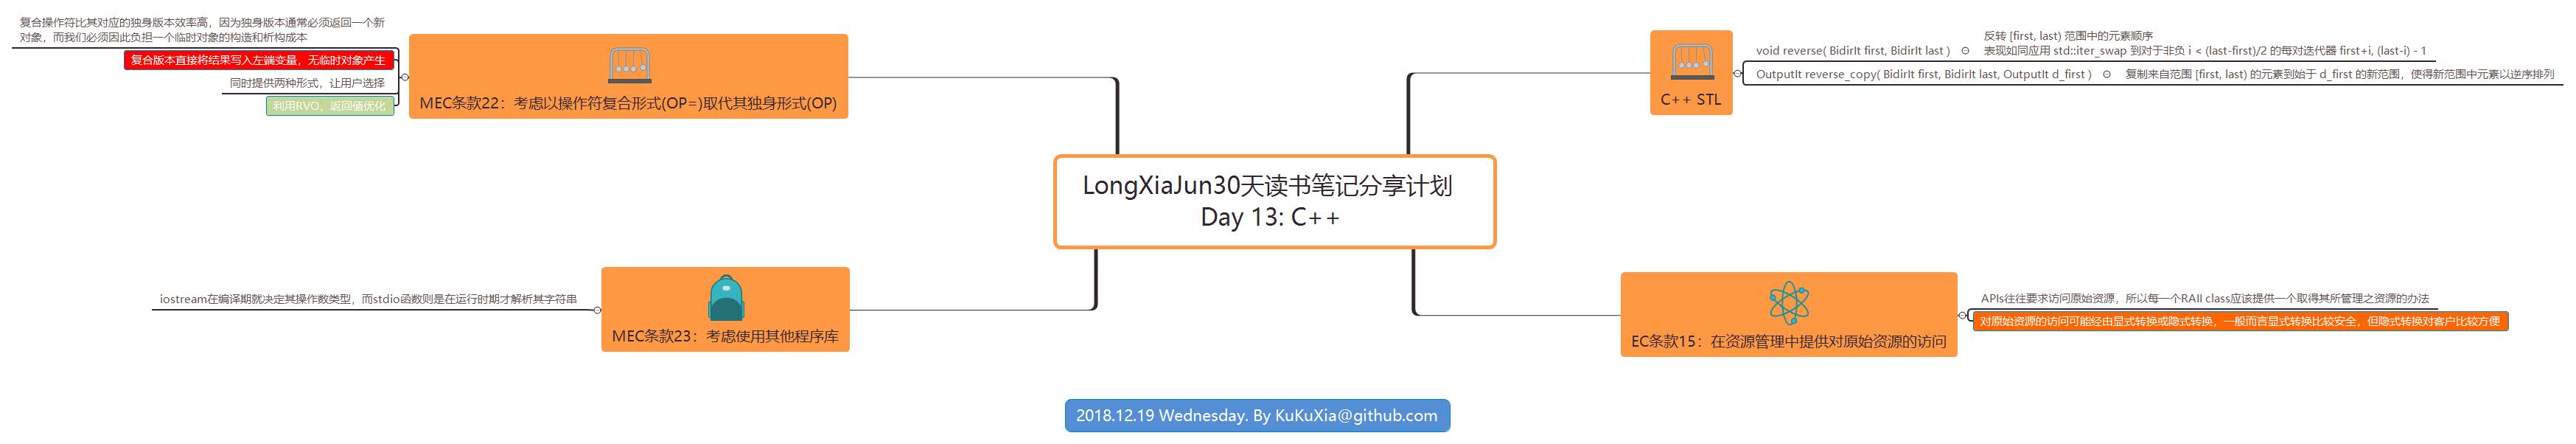 LongXiaJun30天读书笔记分享计划
Day 13: C++
C++ STL
void reverse( BidirIt first, BidirIt last )
反转 [first, last) 范围中的元素顺序
表现如同应用 std::iter_swap 到对于非负 i < (last-first)/2 的每对迭代器 first+i, (last-i) - 1
OutputIt reverse_copy( BidirIt first, BidirIt last, OutputIt d_first )
复制来自范围 [first, last) 的元素到始于 d_first 的新范围，使得新范围中元素以逆序排列
EC条款15：在资源管理中提供对原始资源的访问
APIs往往要求访问原始资源，所以每一个RAII class应该提供一个取得其所管理之资源的办法
对原始资源的访问可能经由显式转换或隐式转换，一般而言显式转换比较安全，但隐式转换对客户比较方便
MEC条款22：考虑以操作符复合形式(OP=)取代其独身形式(OP)
复合操作符比其对应的独身版本效率高，因为独身版本通常必须返回一个新
对象，而我们必须因此负担一个临时对象的构造和析构成本
复合版本直接将结果写入左端变量，无临时对象产生
同时提供两种形式，让用户选择
利用RVO，返回值优化
MEC条款23：考虑使用其他程序库
iostream在编译期就决定其操作数类型，而stdio函数则是在运行时期才解析其字符串
2018.12.19 Wednesday. By KuKuXia@github.com